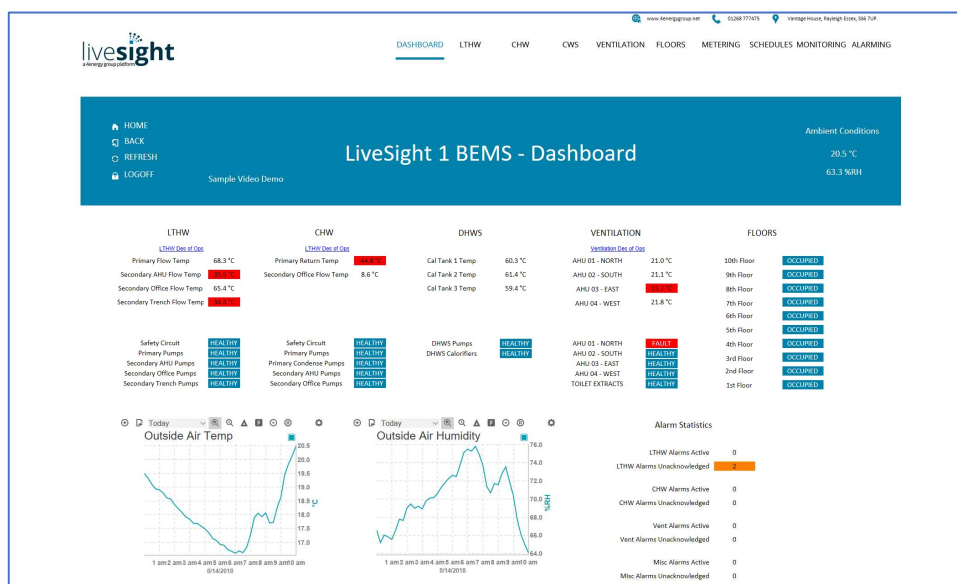 www.4energygroup.net 01268 777475 Vantage House, Rayleigh Essex, SS6 7UP.
livesight
a 4energy group platform
DASHBOARD LTHW CHW CWS VENTILATION FLOORS METERING SCHEDULES MONITORING ALARMING
HOME
BACK
REFRESH
LOGOFF
Sample Video Demo
LiveSight 1 BEMS - Dashboard
Ambient Conditions
20.5 °C
63.3 %RH
LTHW CHW DHWS VENTILATION FLOORS
LTHW Des of Ops LTHW Des of Ops Ventilation Des of Ops
Primary Flow Temp 68.3 °C Primary Return Temp Cal Tank 1 Temp 60.3 °C AHU 01 - NORTH 21.0 °C 10th Floor OCCUPIED
Secondary AHU Flow Temp Secondary Office Flow Temp 8.6 °C Cal Tank 2 Temp 61.4 °C AHU 02 - SOUTH 21.1 °C 9th Floor OCCUPIED
Secondary Office Flow Temp 65.4 °C Cal Tank 3 Temp 59.4 °C AHU 03 - EAST 8th Floor OCCUPIED
Secondary Trench Flow Temp AHU 04 - WEST 21.8 °C 7th Floor OCCUPIED
6th Floor OCCUPIED
5th Floor OCCUPIED
Safety Circuit HEALTHY Safety Circuit HEALTHY DHWS Pumps HEALTHY AHU 01 - NORTH FAULT 4th Floor OCCUPIED
Primary Pumps HEALTHY Primary Pumps HEALTHY DHWS Calorifiers HEALTHY AHU 02 - SOUTH HEALTHY 3rd Floor OCCUPIED
Secondary AHU Pumps HEALTHY Primary Condense Pumps HEALTHY AHU 03 - EAST HEALTHY
Secondary Office Pumps HEALTHY Secondary AHU Pumps HEALTHY AHU 04 - WEST HEALTHY 2nd Floor OCCUPIED
Secondary Trench Pumps HEALTHY Secondary Office Pumps HEALTHY TOILET EXTRACTS HEALTHY 1st Floor OCCUPIED
Today Today
Outside Air Temp Outside Air Humidity
Alarm Statistics
20.5
20.0
19.5
19.0
18.5
18.0
17.5
17.0
°C
1 am 2 am 3 am 4 am 5 am 6 am 7 am 8 am 9 am 10 am
8/14/2018
76.0
74.0
72.0
70.0
68.0
66.0
64.0
%RH
1 am 2 am 3 am 4 am 5 am 6 am 7 am 8 am 9 am 10 am
8/14/2018
LTHW Alarms Active 0
LTHW Alarms Unacknowledged 2
CHW Alarms Active 0
CHW Alarms Unacknowledged 0
Vent Alarms Active 0
Vent Alarms Unacknowledged 0
Misc Alarms Active 0
Misc Alarms Unacknowledged 0